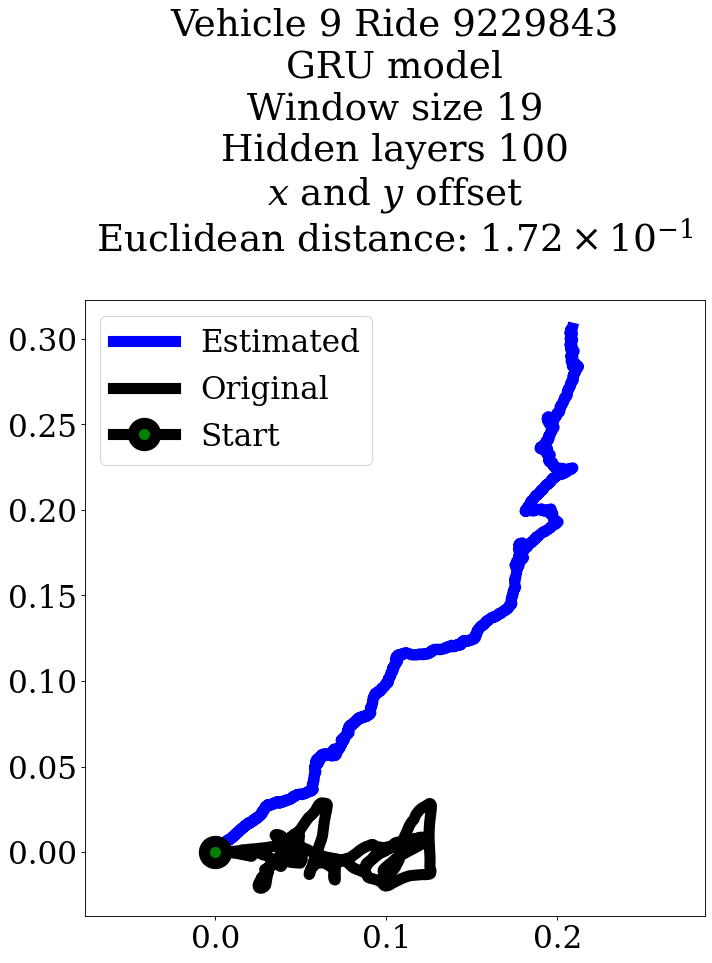 Vehicle 9 Ride 9229843
GRU model
Window size 19
Hidden layers 100
x and y offset
Euclidean distance: 1.72 × 10⁻¹
Estimated
Original
Start
0.30
0.25
0.20
0.15
0.10
0.05
0.00
0.0 0.1 0.2